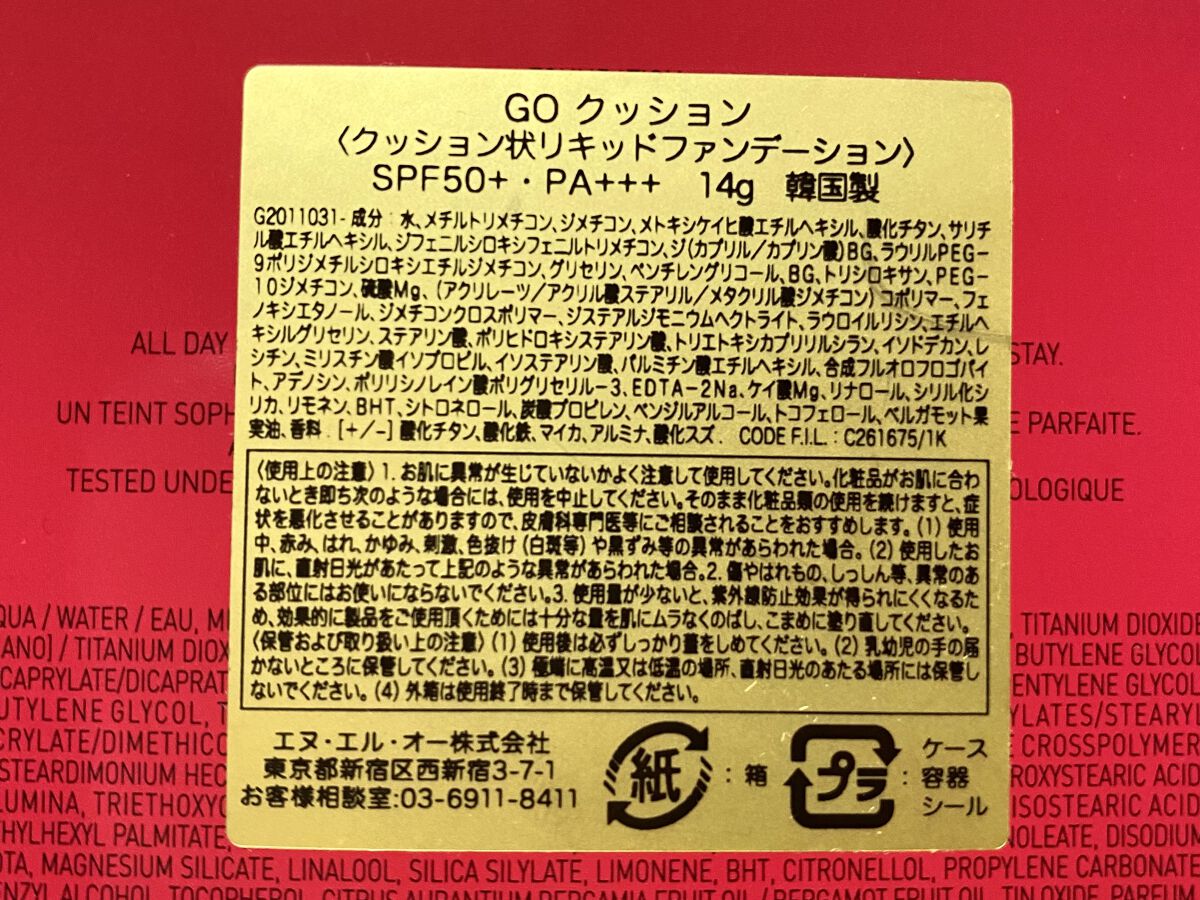 GO クッション
〈クッション状リキッドファンデーション〉
SPF50+・PA+++ 14g 韓国製
G2011031- 成分 : 水、メチルトリメチコン、ジメチコン、メトキシケイヒ酸エチルヘキシル、酸化チタン、サリチ
ル酸エチルヘキシル、ジフェニルシロキシフェニルトリメチコン、ジ(カプリル/カプリン酸)BG、ラウリルPEG-
9ポリジメチルシロキシエチルジメチコン、グリセリン、ペンチレングリコール、BG、トリシロキサン、PEG-
10ジメチコン、硫酸Mg、(アクリレーツ/アクリル酸ステアリル/メタクリル酸ジメチコン)コポリマー、フェ
ノキシエタノール、ジメチコンクロスポリマー、ジステアルジモニウムヘクトライト、ラウロイルリシン、エチルヘ
キシルグリセリン、ステアリン酸、ポリヒドロキシステアリン酸、トリエトキシカプリリルシラン、イソドデカン、レ
シチン、ミリスチン酸イソプロピル、イソステアリン酸、パルミチン酸エチルヘキシル、合成フルオロフロゴパイ
ト、アデノシン、ポリリシノレイン酸ポリグリセリル-3、EDTA-2Na、ケイ酸Mg、リナロール、シリル化シ
リカ、リモネン、BHT、シトロネロール、炭酸プロピレン、ベンジルアルコール、トコフェロール、ベルガモット果
実油、香料 . [+/-] 酸化チタン、酸化鉄、マイカ、アルミナ、酸化スズ . CODE F.I.L. : C261675/1K
〈使用上の注意〉1. お肌に異常が生じていないかよく注意して使用してください。化粧品がお肌に合わ
ないとき即ち次のような場合には、使用を中止してください。そのまま化粧品類の使用を続けますと、症
状を悪化させることがありますので、皮膚科専門医等にご相談されることをおすすめします。(1) 使用
中、赤み、はれ、かゆみ、刺激、色抜け (白斑等) や黒ずみ等の異常があらわれた場合。(2) 使用したお
肌に、直射日光があたって上記のような異常があらわれた場合。2. 傷やはれもの、しっしん等、異常のあ
る部位にはお使いにならないでください。3. 使用量が少ないと、紫外線防止効果が得られにくくなるた
め、効果的に製品をご使用頂くためには十分な量を肌にムラなくのばし、こまめに塗り直してください。
〈保管および取り扱い上の注意〉(1) 使用後は必ずしっかり蓋をしめてください。(2) 乳幼児の手の届
かないところに保管してください。(3) 極端に高温又は低温の場所、直射日光のあたる場所には保管し
ないでください。(4) 外箱は使用終了時まで保管してください。
エヌ・エル・オー株式会社
東京都新宿区西新宿3-7-1
お客様相談室:03-6911-8411
紙 : 箱
プラ : ケース
容器
シール
ALL DAY
STAY.
UN TEINT SOPH
E PARFAITE.
TESTED UNDE
OLOGIQUE
QUA / WATER / EAU, M
, TITANIUM DIOXIDE
ANO] / TITANIUM DIOX
BUTYLENE GLYCOL
CAPRYLATE/DICAPRAT
ENTYLENE GLYCOL
UTYLENE GLYCOL, T
YLATES/STEARYL
CRYLATE/DIMETHICO
E CROSSPOLYMER
STEARDIMONIUM HEC
ROXYSTEARIC ACID
LUMINA, TRIETHOXYC
ISOSTEARIC ACID
THYLHEXYL PALMITATE,
NOLEATE, DISODIUM
OTA, MAGNESIUM SILICATE, LINALOOL, SILICA SILYLATE, LIMONENE, BHT, CITRONELLOL, PROPYLENE CARBONATE
ENZYL ALCOHOL, TOCOPHEROL, CITRUS AURANTIUM BERGAMIA FRUIT OIL / BERGAMOT FRUIT OIL, TIN OXIDE, PARFUM